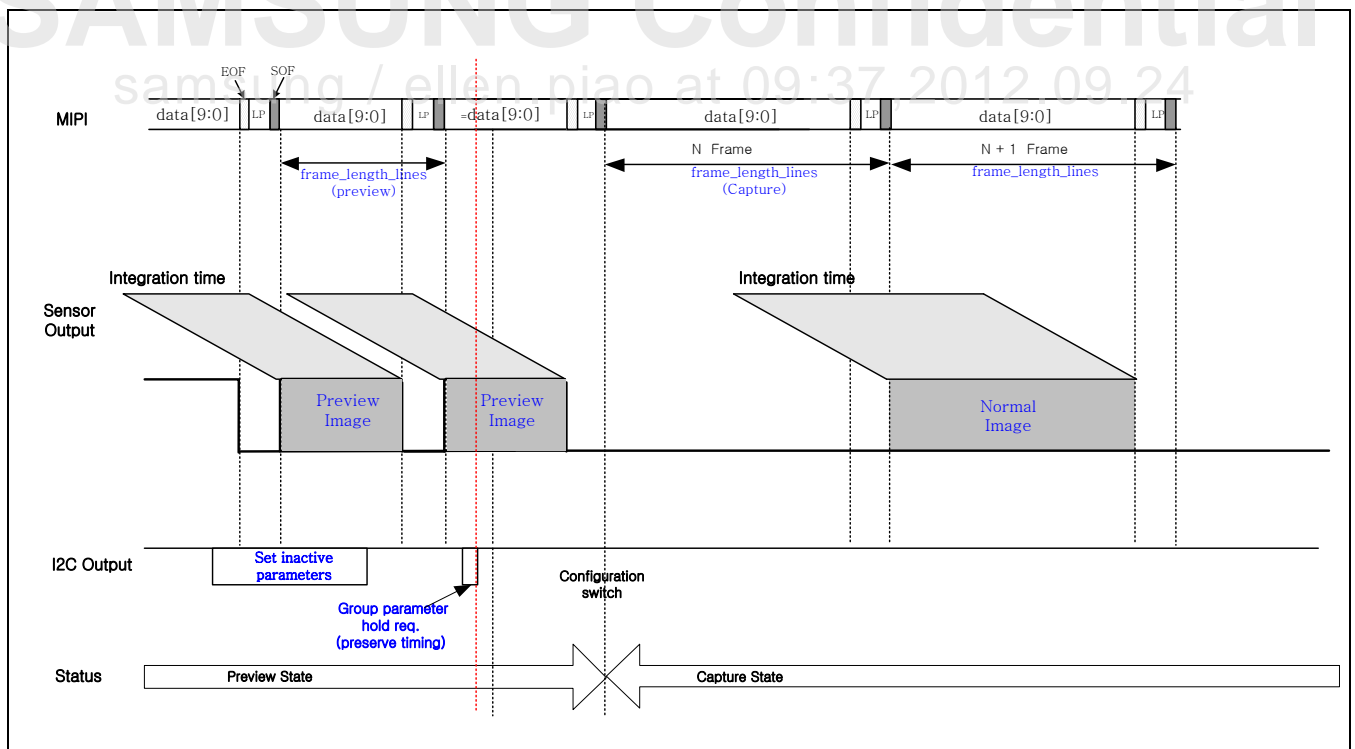 SAMSUNG Confidential
samsung / ellen.piao at 09:37,2012.09.24
EOF SOF
MIPI
data[9:0] LP data[9:0] LP =data[9:0] LP data[9:0] LP data[9:0] LP
frame_length_lines
(preview)
N Frame
frame_length_lines
(Capture)
N + 1 Frame
frame_length_lines
Integration time
Integration time
Sensor
Output
Preview
Image
Preview
Image
Normal
Image
I2C Output
Set inactive
parameters
Group parameter
hold req.
(preserve timing)
Configuration
switch
Status
Preview State
Capture State